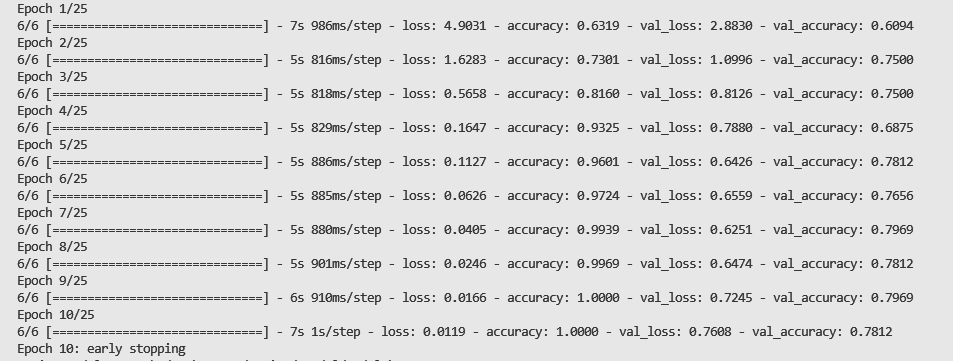 Epoch 1/25
6/6 [==============================] - 7s 986ms/step - loss: 4.9031 - accuracy: 0.6319 - val_loss: 2.8830 - val_accuracy: 0.6094
Epoch 2/25
6/6 [==============================] - 5s 816ms/step - loss: 1.6283 - accuracy: 0.7301 - val_loss: 1.0996 - val_accuracy: 0.7500
Epoch 3/25
6/6 [==============================] - 5s 818ms/step - loss: 0.5658 - accuracy: 0.8160 - val_loss: 0.8126 - val_accuracy: 0.7500
Epoch 4/25
6/6 [==============================] - 5s 829ms/step - loss: 0.1647 - accuracy: 0.9325 - val_loss: 0.7880 - val_accuracy: 0.6875
Epoch 5/25
6/6 [==============================] - 5s 886ms/step - loss: 0.1127 - accuracy: 0.9601 - val_loss: 0.6426 - val_accuracy: 0.7812
Epoch 6/25
6/6 [==============================] - 5s 885ms/step - loss: 0.0626 - accuracy: 0.9724 - val_loss: 0.6559 - val_accuracy: 0.7656
Epoch 7/25
6/6 [==============================] - 5s 880ms/step - loss: 0.0405 - accuracy: 0.9939 - val_loss: 0.6251 - val_accuracy: 0.7969
Epoch 8/25
6/6 [==============================] - 5s 901ms/step - loss: 0.0246 - accuracy: 0.9969 - val_loss: 0.6474 - val_accuracy: 0.7812
Epoch 9/25
6/6 [==============================] - 6s 910ms/step - loss: 0.0166 - accuracy: 1.0000 - val_loss: 0.7245 - val_accuracy: 0.7969
Epoch 10/25
6/6 [==============================] - 7s 1s/step - loss: 0.0119 - accuracy: 1.0000 - val_loss: 0.7608 - val_accuracy: 0.7812
Epoch 10: early stopping